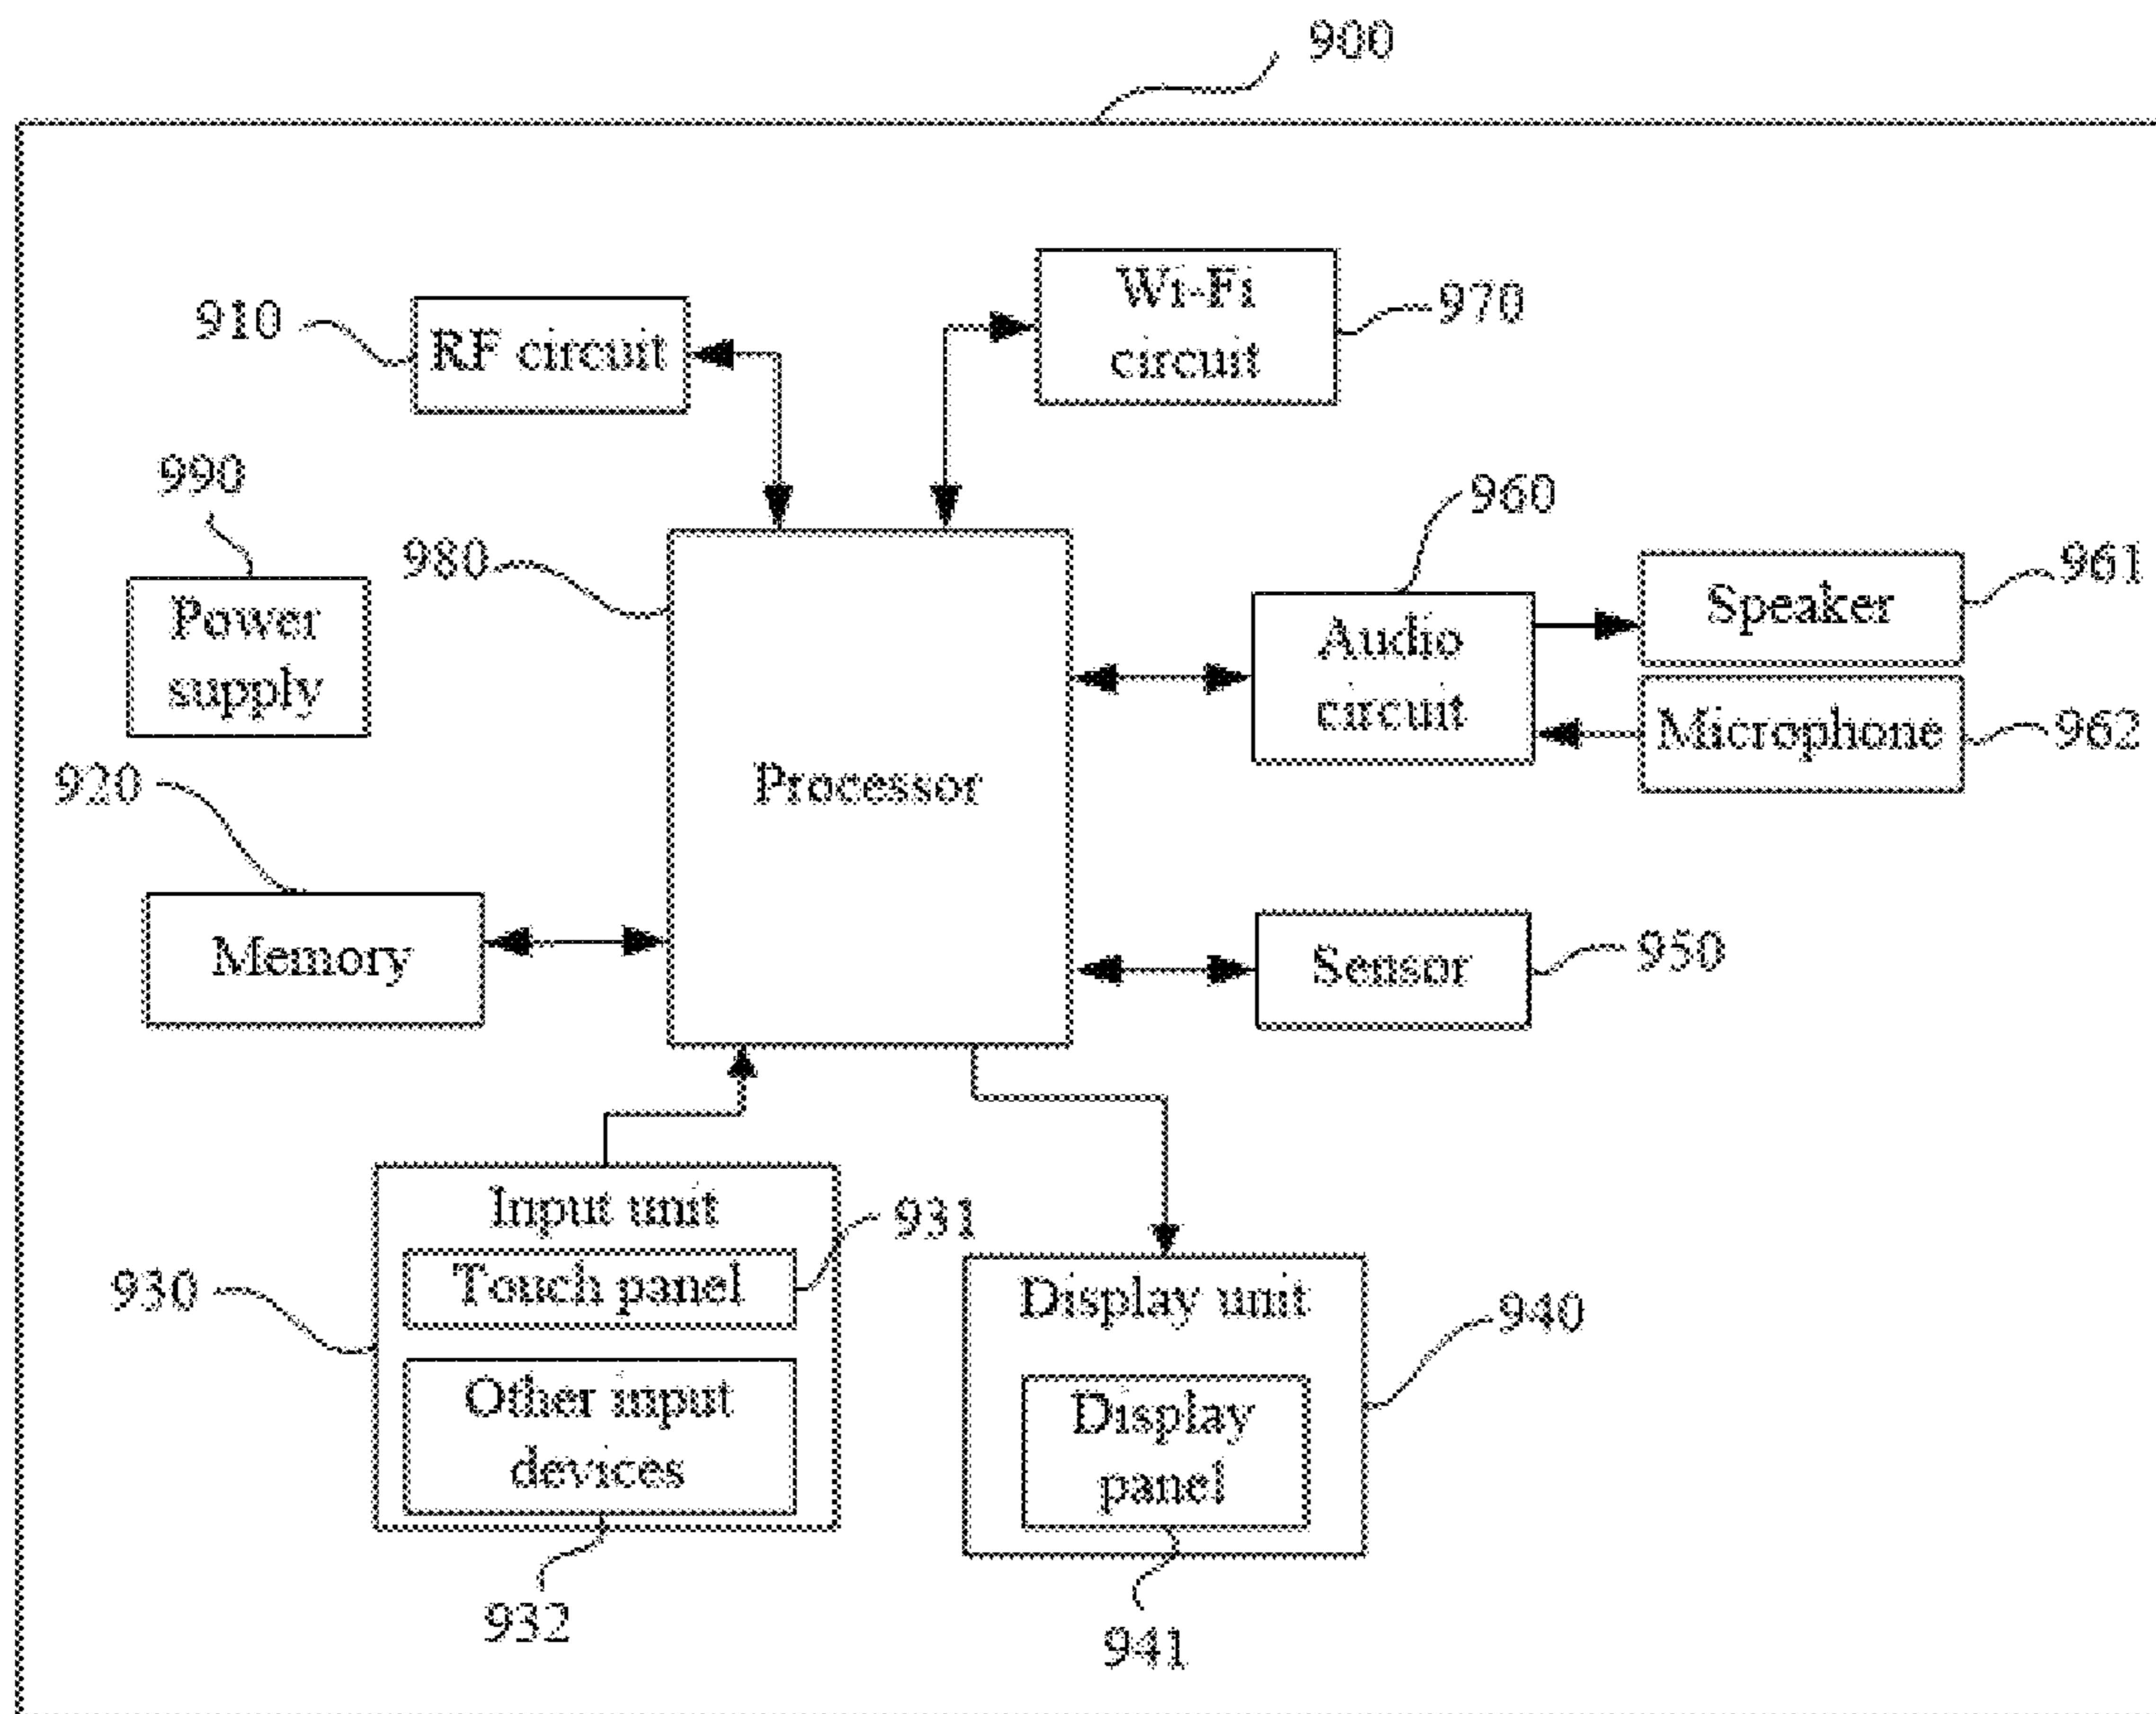 900
910
RF circuit
Wi-Fi
circuit
970
990
Power
supply
980
Processor
960
Audio
circuit
Speaker
961
Microphone
962
920
Memory
Sensor
950
930
Input unit
Touch panel
931
Other input
devices
932
Display unit
940
Display
panel
941